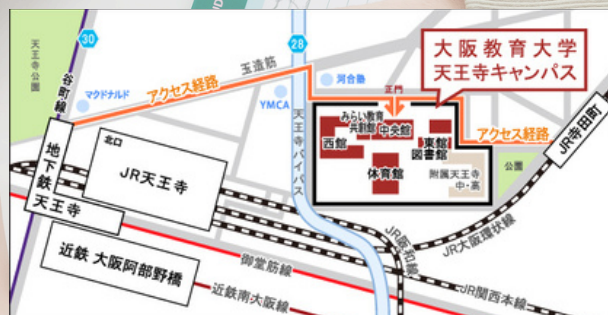 30
28
天王寺公園
谷町線
マクドナルド
アクセス経路
玉造筋
YMCA
河合塾
天王寺バイパス
大阪教育大学
天王寺キャンパス
正門
みらい教育
共創館
中央館
西館
東館
図書館
体育館
附属天王寺
中・高
公園
アクセス経路
JR寺田町
地下鉄
天王寺
北口
JR天王寺
近鉄 大阪阿部野橋
御堂筋線
近鉄南大阪線
JR阪和線
JR大阪環状線
JR関西本線